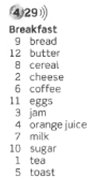 4 29
Breakfast
9 bread
12 butter
8 cereal
2 cheese
6 coffee
11 eggs
3 jam
4 orange juice
7 milk
10 sugar
1 tea
5 toast